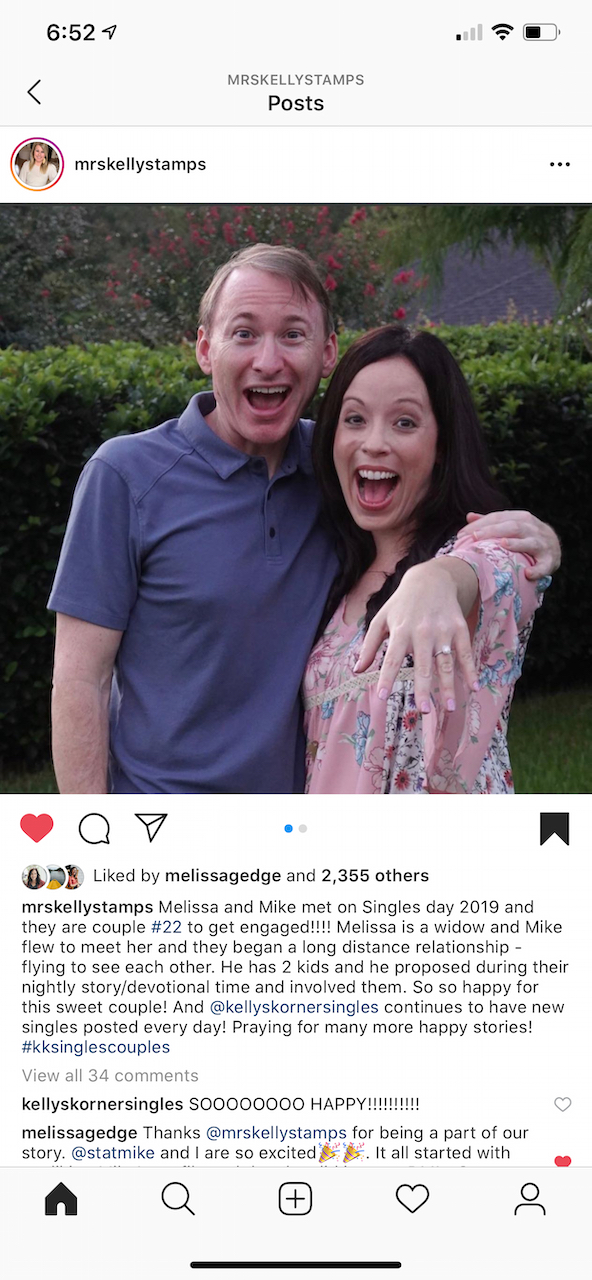 6:52
MRSKELLYSTAMPS
Posts
mrskellystamps
Liked by melissagedge and 2,355 others
mrskellystamps Melissa and Mike met on Singles day 2019 and
they are couple #22 to get engaged!!!! Melissa is a widow and Mike
flew to meet her and they began a long distance relationship -
flying to see each other. He has 2 kids and he proposed during their
nightly story/devotional time and involved them. So so happy for
this sweet couple! And @kellyskornersingles continues to have new
singles posted every day! Praying for many more happy stories!
#kksinglescouples
View all 34 comments
kellyskornersingles SOOOOOOOO HAPPY!!!!!!!!!!
melissagedge Thanks @mrskellystamps for being a part of our
story. @statmike and I are so excited🎉🎉. It all started with